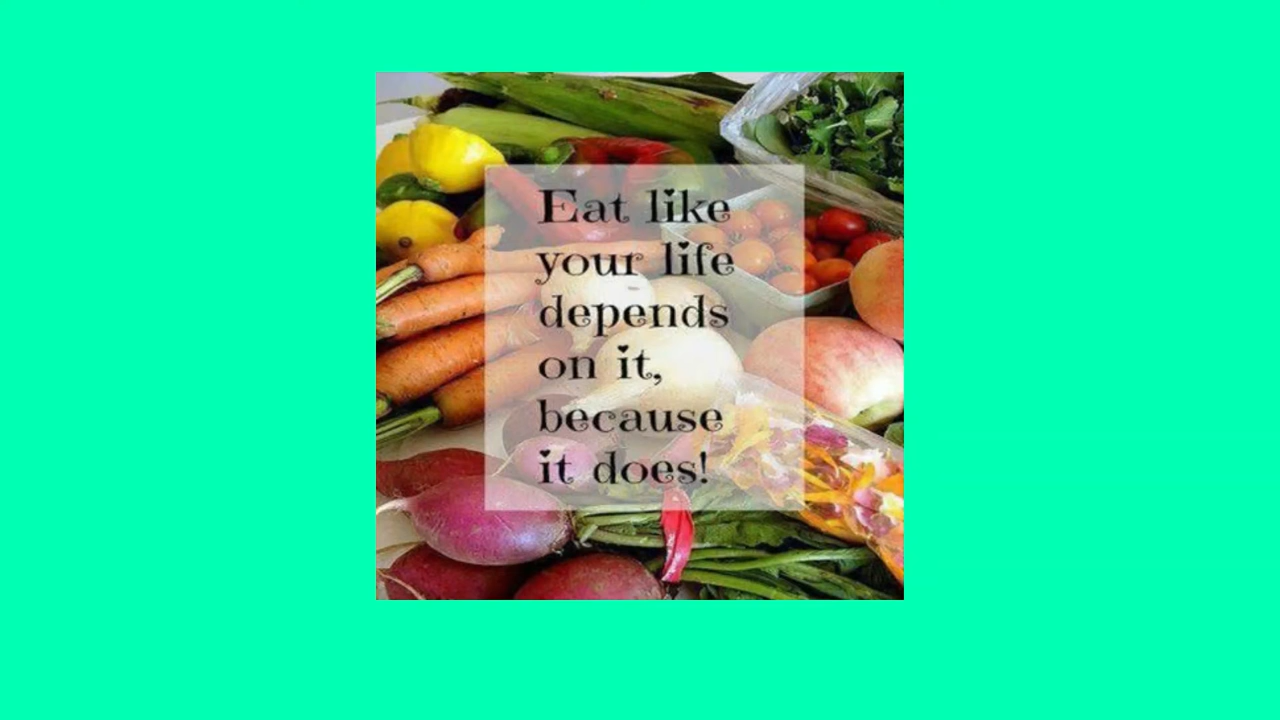 Eat like
your life
depends
on it,
because
it does!